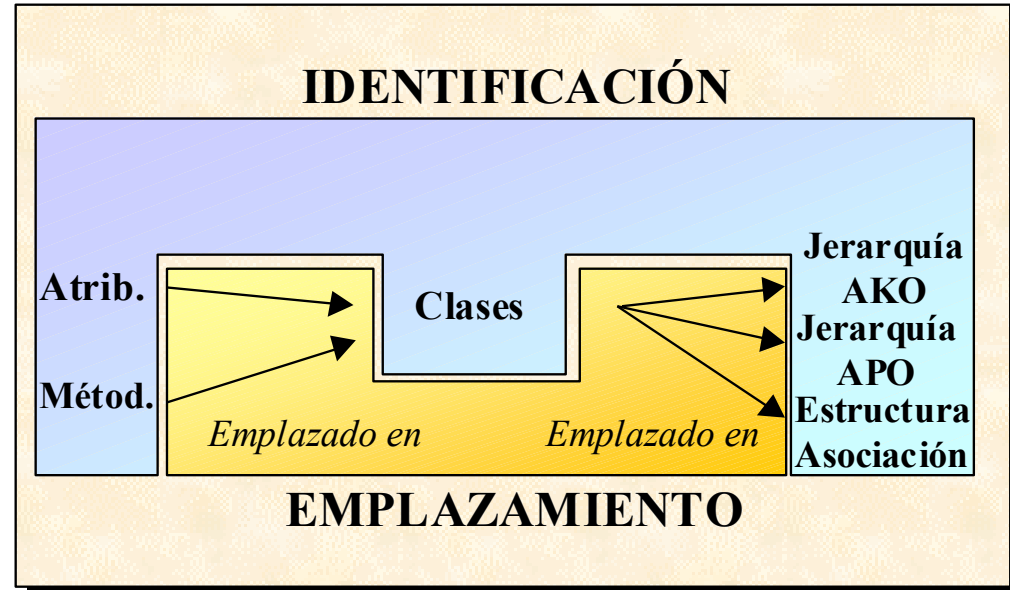 IDENTIFICACIÓN
Atrib.
Métod.
Clases
Jerarquía
AKO
Jerarquía
APO
Estructura
Asociación
Emplazado en
Emplazado en
EMPLAZAMIENTO